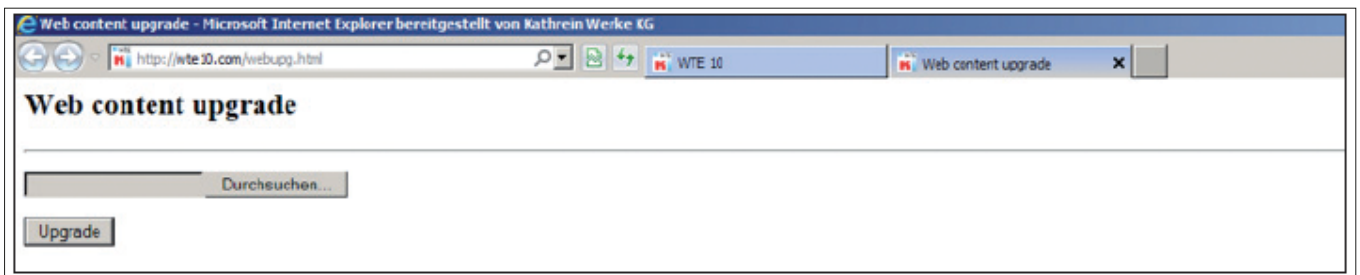 Web content upgrade - Microsoft Internet Explorer bereitgestellt von Kathrein Werke KG
http://wte10.com/webupg.html WTE 10 Web content upgrade
Web content upgrade
Durchsuchen...
Upgrade